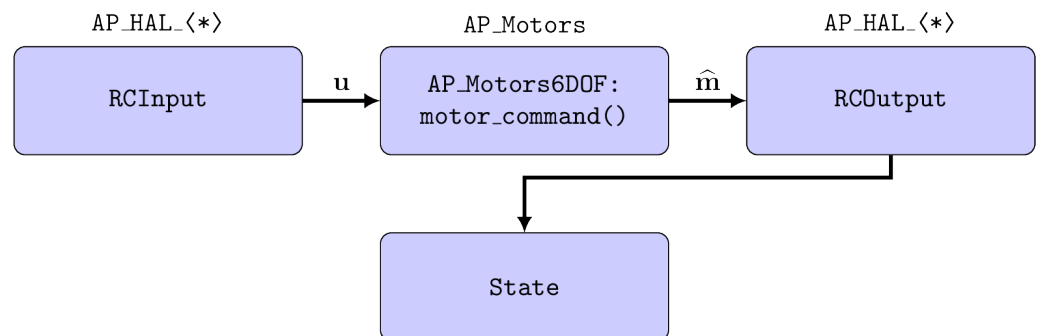 AP_HAL_⟨*⟩
AP_Motors
AP_HAL_⟨*⟩
RCInput
u
AP_Motors6DOF:
motor_command()
m̂
RCOutput
State